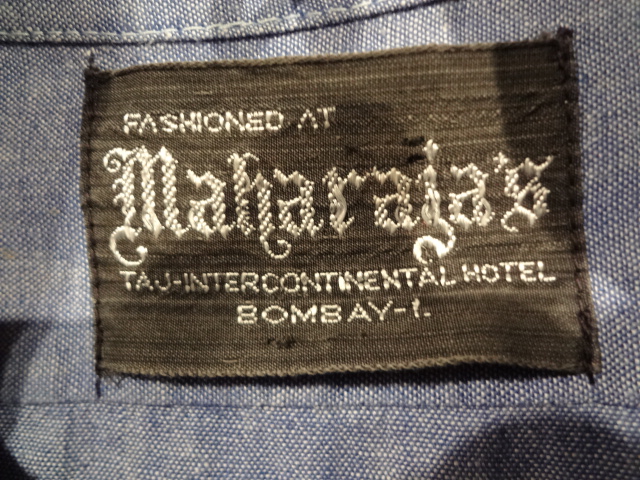 FASHIONED AT
Maharaja's
TAJ-INTERCONTINENTAL HOTEL
BOMBAY-1.